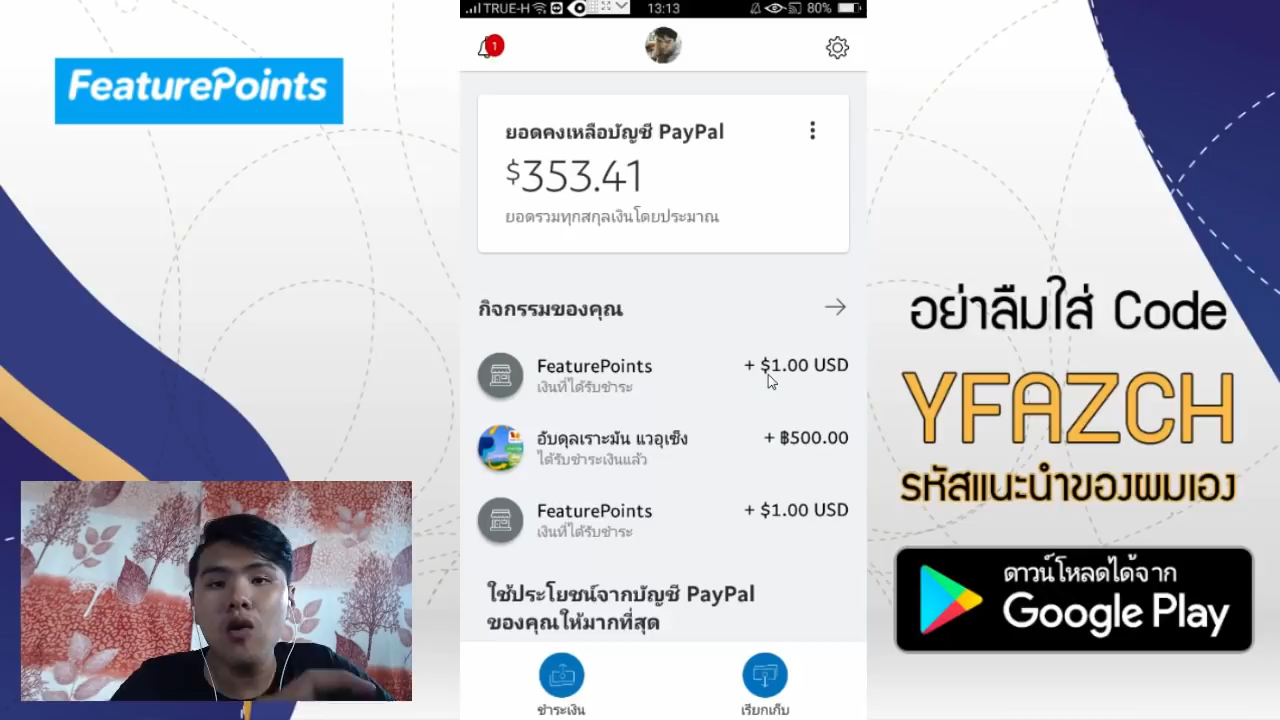 TRUE-H
13:13
80%
1
FeaturePoints
ยอดคงเหลือบัญชี PayPal
$353.41
ยอดรวมทุกสกุลเงินโดยประมาณ
กิจกรรมของคุณ
FeaturePoints
+ $1.00 USD
เงินที่ได้รับชำระ
อับดุลเราะมัน แวอุเซ็ง
+ ฿500.00
ได้รับชำระเงินแล้ว
FeaturePoints
+ $1.00 USD
เงินที่ได้รับชำระ
ใช้ประโยชน์จากบัญชี PayPal
ของคุณให้มากที่สุด
ชำระเงิน
เรียกเก็บ
อย่าลืมใส่ Code
YFAZCH
รหัสแนะนำของผมเอง
ดาวน์โหลดได้จาก
Google Play